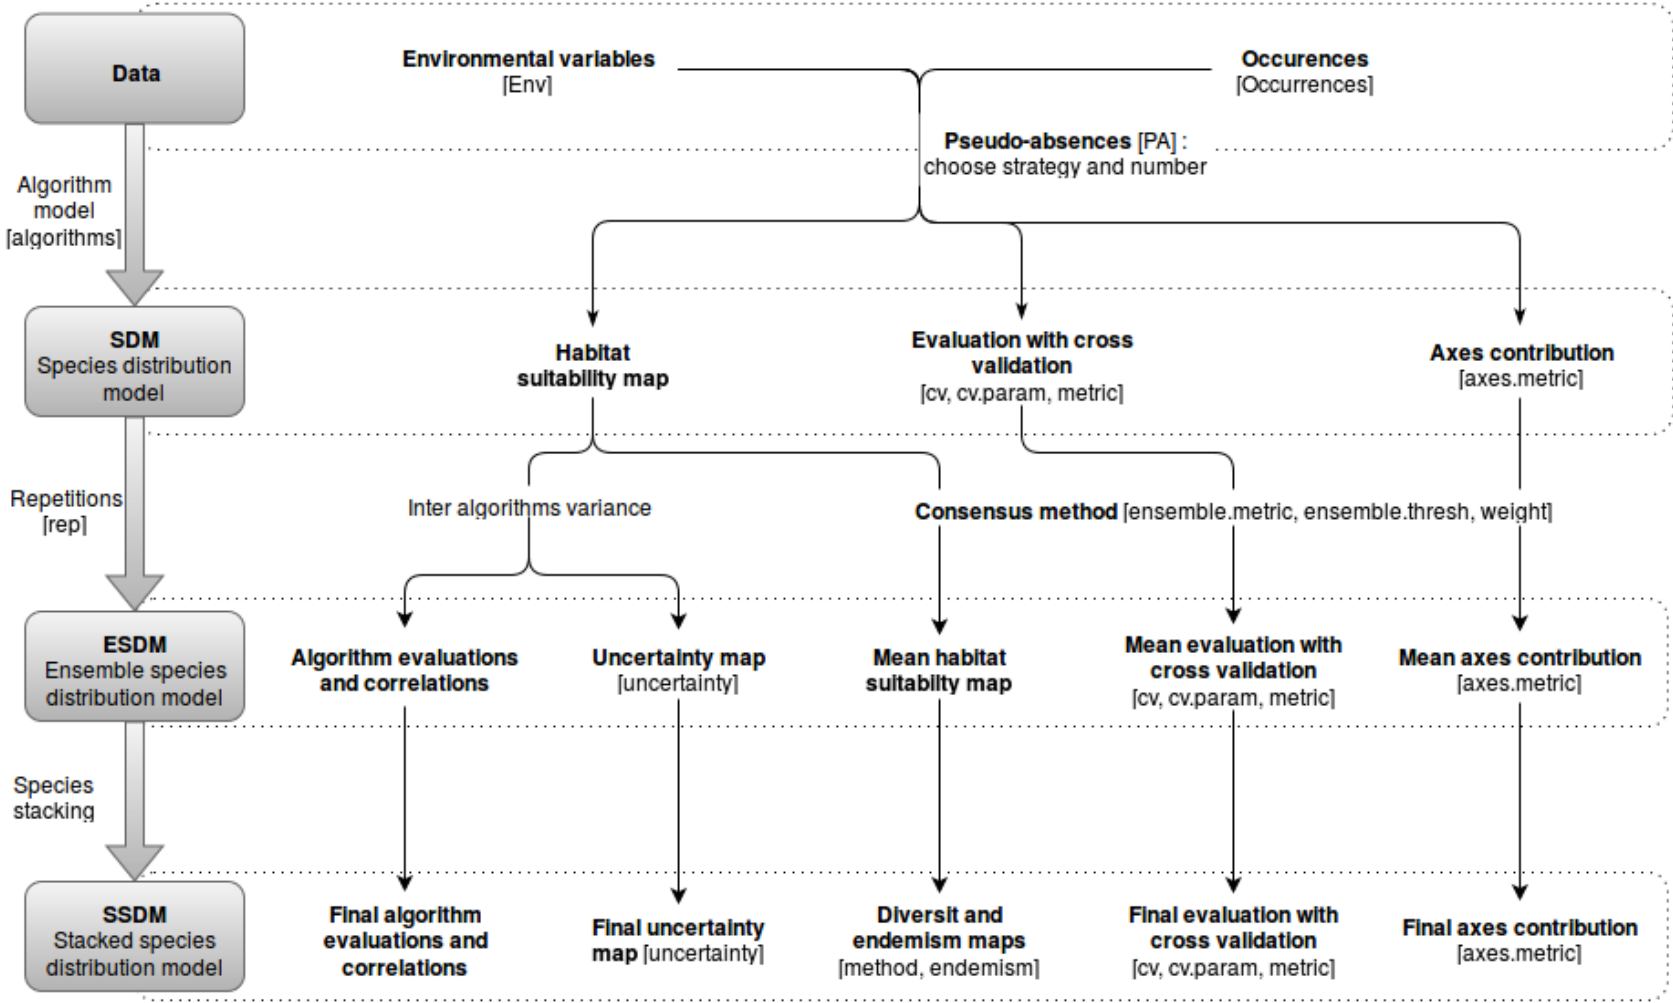 Data
Environmental variables
[Env]
Occurences
[Occurrences]
Pseudo-absences [PA] :
choose strategy and number
Algorithm
model
[algorithms]
SDM
Species distribution
model
Habitat
suitability map
Evaluation with cross
validation
[cv, cv.param, metric]
Axes contribution
[axes.metric]
Repetitions
[rep]
Inter algorithms variance
Consensus method [ensemble.metric, ensemble.thresh, weight]
ESDM
Ensemble species
distribution model
Algorithm evaluations
and correlations
Uncertainty map
[uncertainty]
Mean habitat
suitabilty map
Mean evaluation with
cross validation
[cv, cv.param, metric]
Mean axes contribution
[axes.metric]
Species
stacking
SSDM
Stacked species
distribution model
Final algorithm
evaluations and
correlations
Final uncertainty
map [uncertainty]
Diversit and
endemism maps
[method, endemism]
Final evaluation with
cross validation
[cv, cv.param, metric]
Final axes contribution
[axes.metric]